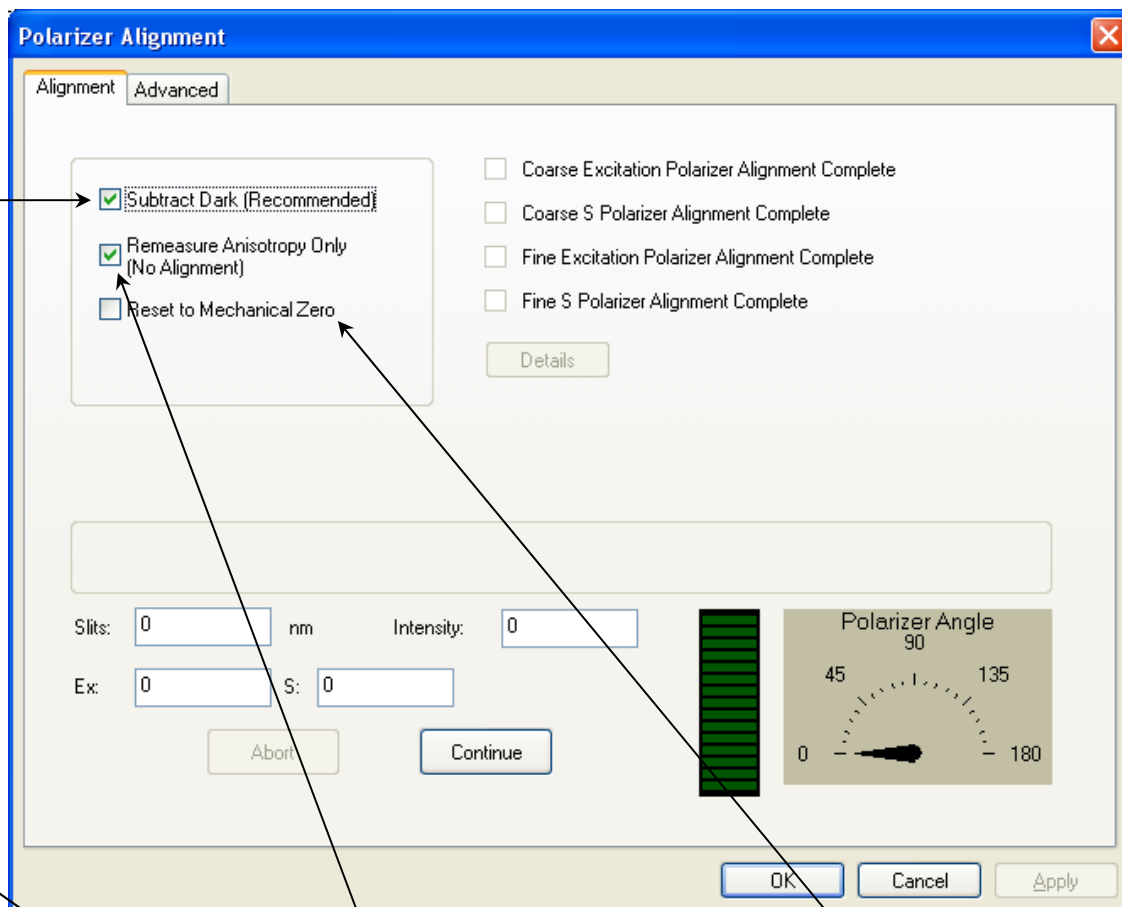 Polarizer Alignment
Alignment
Advanced
Subtract Dark (Recommended)
Remeasure Anisotropy Only
(No Alignment)
Reset to Mechanical Zero
Coarse Excitation Polarizer Alignment Complete
Coarse S Polarizer Alignment Complete
Fine Excitation Polarizer Alignment Complete
Fine S Polarizer Alignment Complete
Details
Slits: 0 nm Intensity: 0
Ex: 0 S: 0
Abort Continue
Polarizer Angle
90
45 135
0 180
OK Cancel Apply